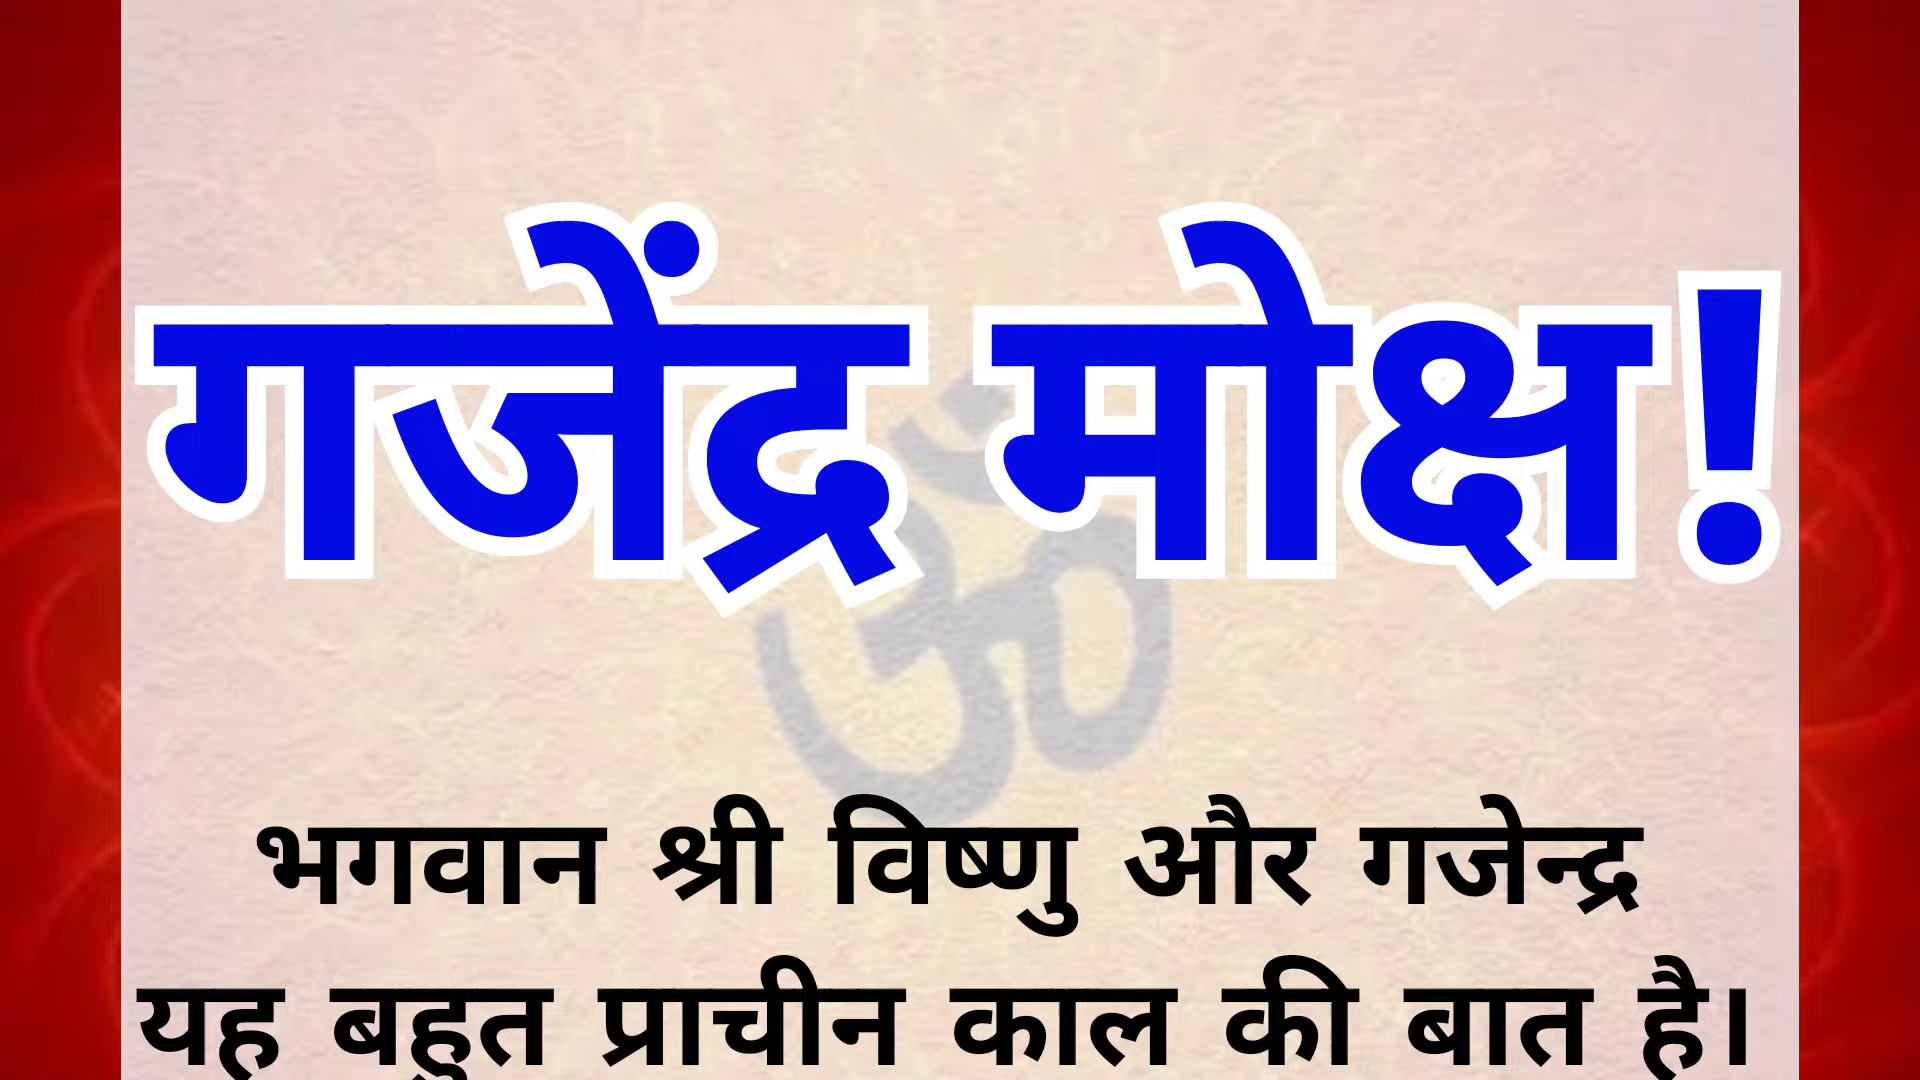 गजेंद्र मोक्ष!
ॐ
भगवान श्री विष्णु और गजेन्द्र
यह बहुत प्राचीन काल की बात है।